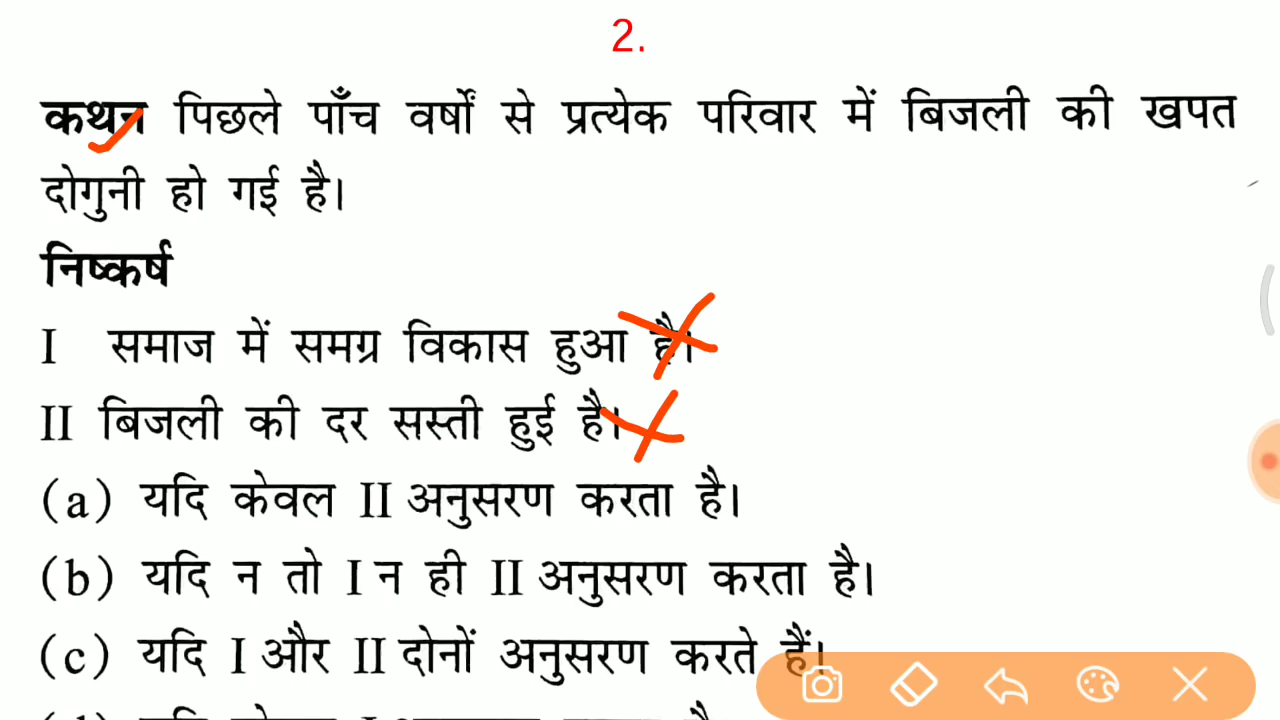 2.
कथन पिछले पाँच वर्षों से प्रत्येक परिवार में बिजली की खपत
दोगुनी हो गई है।
निष्कर्ष
I समाज में समग्र विकास हुआ है।
II बिजली की दर सस्ती हुई है।
(a) यदि केवल II अनुसरण करता है।
(b) यदि न तो I न ही II अनुसरण करता है।
(c) यदि I और II दोनों अनुसरण करते हैं।